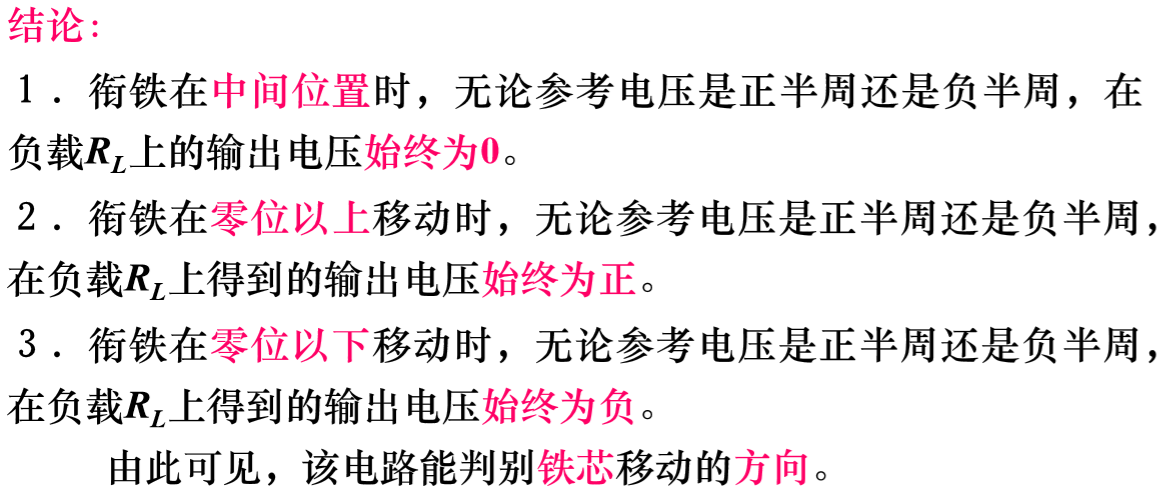 结论：
1．衔铁在中间位置时，无论参考电压是正半周还是负半周，在
负载RL上的输出电压始终为0。
2．衔铁在零位以上移动时，无论参考电压是正半周还是负半周，
在负载RL上得到的输出电压始终为正。
3．衔铁在零位以下移动时，无论参考电压是正半周还是负半周，
在负载RL上得到的输出电压始终为负。
由此可见，该电路能判别铁芯移动的方向。